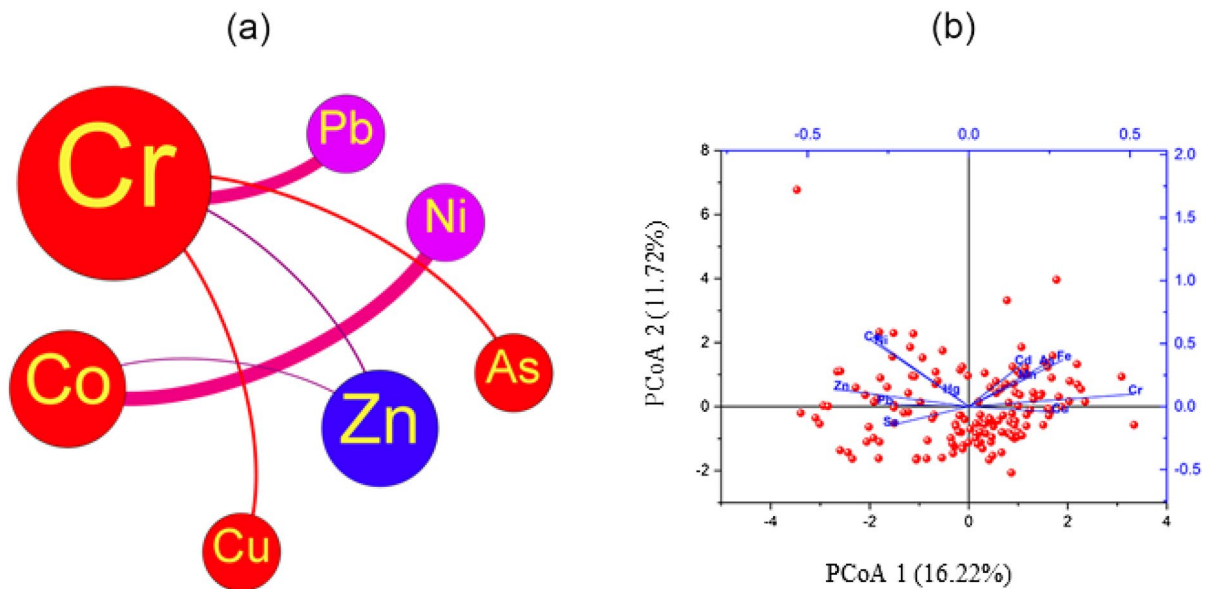 (a)
(b)
Cr
Pb
Ni
Co
As
Zn
Cu
-0.5
0.0
0.5
8
6
4
2
0
-2
2.0
1.5
1.0
0.5
0.0
-0.5
PCoA 2 (11.72%)
Cd
Fe
Mn
Hg
Zn
Cr
Pb
Se
-4
-2
0
2
4
PCoA 1 (16.22%)